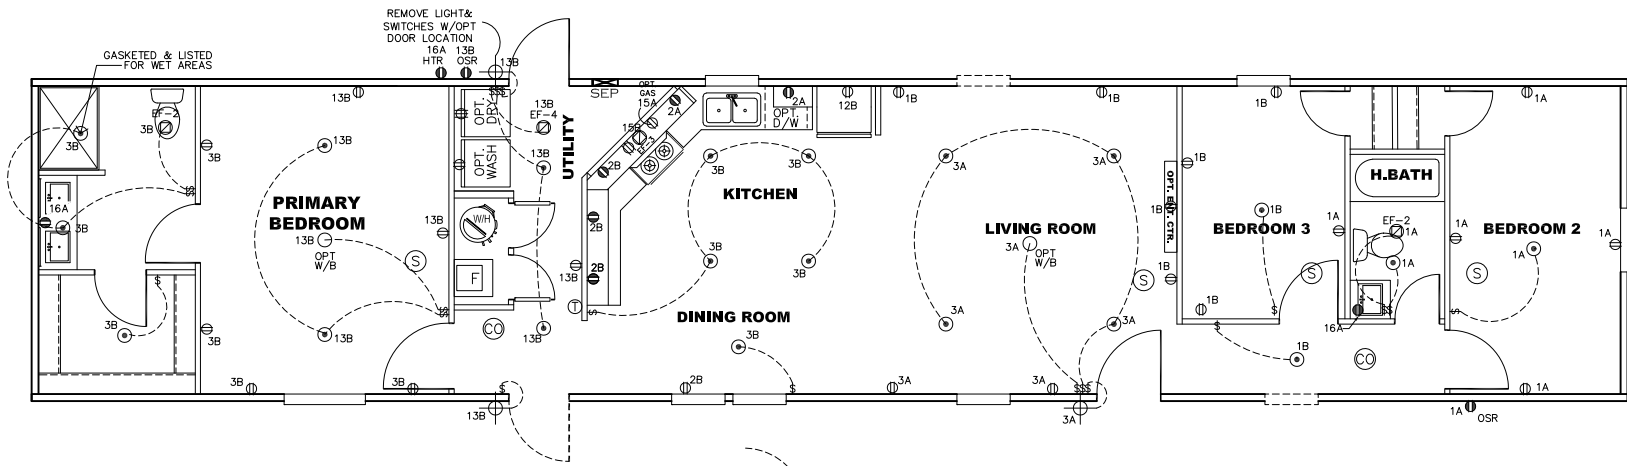 REMOVE LIGHT&
SWITCHES W/OPT
DOOR LOCATION
16A
HTR
13B
OSR
13B
GASKETED & LISTED
FOR WET AREAS
EF-2
3B
3B
16A
3B
3B
3B
3B
3B
3B
13B
13B
PRIMARY
BEDROOM
13B
OPT
W/B
13B
13B
S
$
$$
$$
$$$
OPT.
DRY
OPT.
WASH
W/H
F
CO
T
13B
EF-4
13B
UTILITY
13B
13B
13B
$
13B
SEP
OPT
GAS
15A
15B
EF-3
2A
2B
2B
2B
$
2A
OPT.
D/W
12B
1B
3B
3B
KITCHEN
3B
3B
DINING ROOM
3B
2B
$
3A
1B
3A
3A
LIVING ROOM
3A
OPT
W/B
3A
3A
3A
$$$
3A
S
OPT. ENT. CTR.
1B
1B
1B
1B
1B
BEDROOM 3
1B
1A
S
1B
$
$
1B
CO
H.BATH
EF-2
1A
1A
16A
$$
1A
1A
BEDROOM 2
1A
1A
S
$
1A
1A
OSR